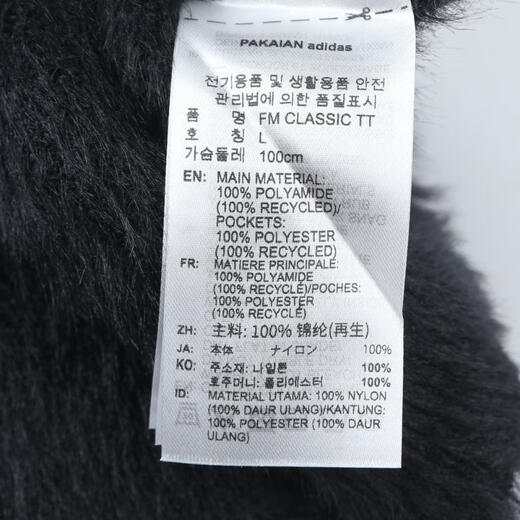 PAKAIAN adidas
전기용품 및 생활용품 안전
관리법에 의한 품질표시
품 명 FM CLASSIC TT
호 칭 L
가슴둘레 100cm
EN: MAIN MATERIAL:
100% POLYAMIDE
(100% RECYCLED)/
POCKETS:
100% POLYESTER
(100% RECYCLED)
FR: MATIERE PRINCIPALE:
100% POLYAMIDE
(100% RECYCLE)/POCHES:
100% POLYESTER
(100% RECYCLE)
ZH: 主料: 100% 锦纶(再生)
JA: 本体 ナイロン 100%
KO: 주소재: 나일론 100%
호주머니: 폴리에스터 100%
ID: MATERIAL UTAMA: 100% NYLON
(100% DAUR ULANG)/KANTUNG:
100% POLYESTER (100% DAUR
ULANG)